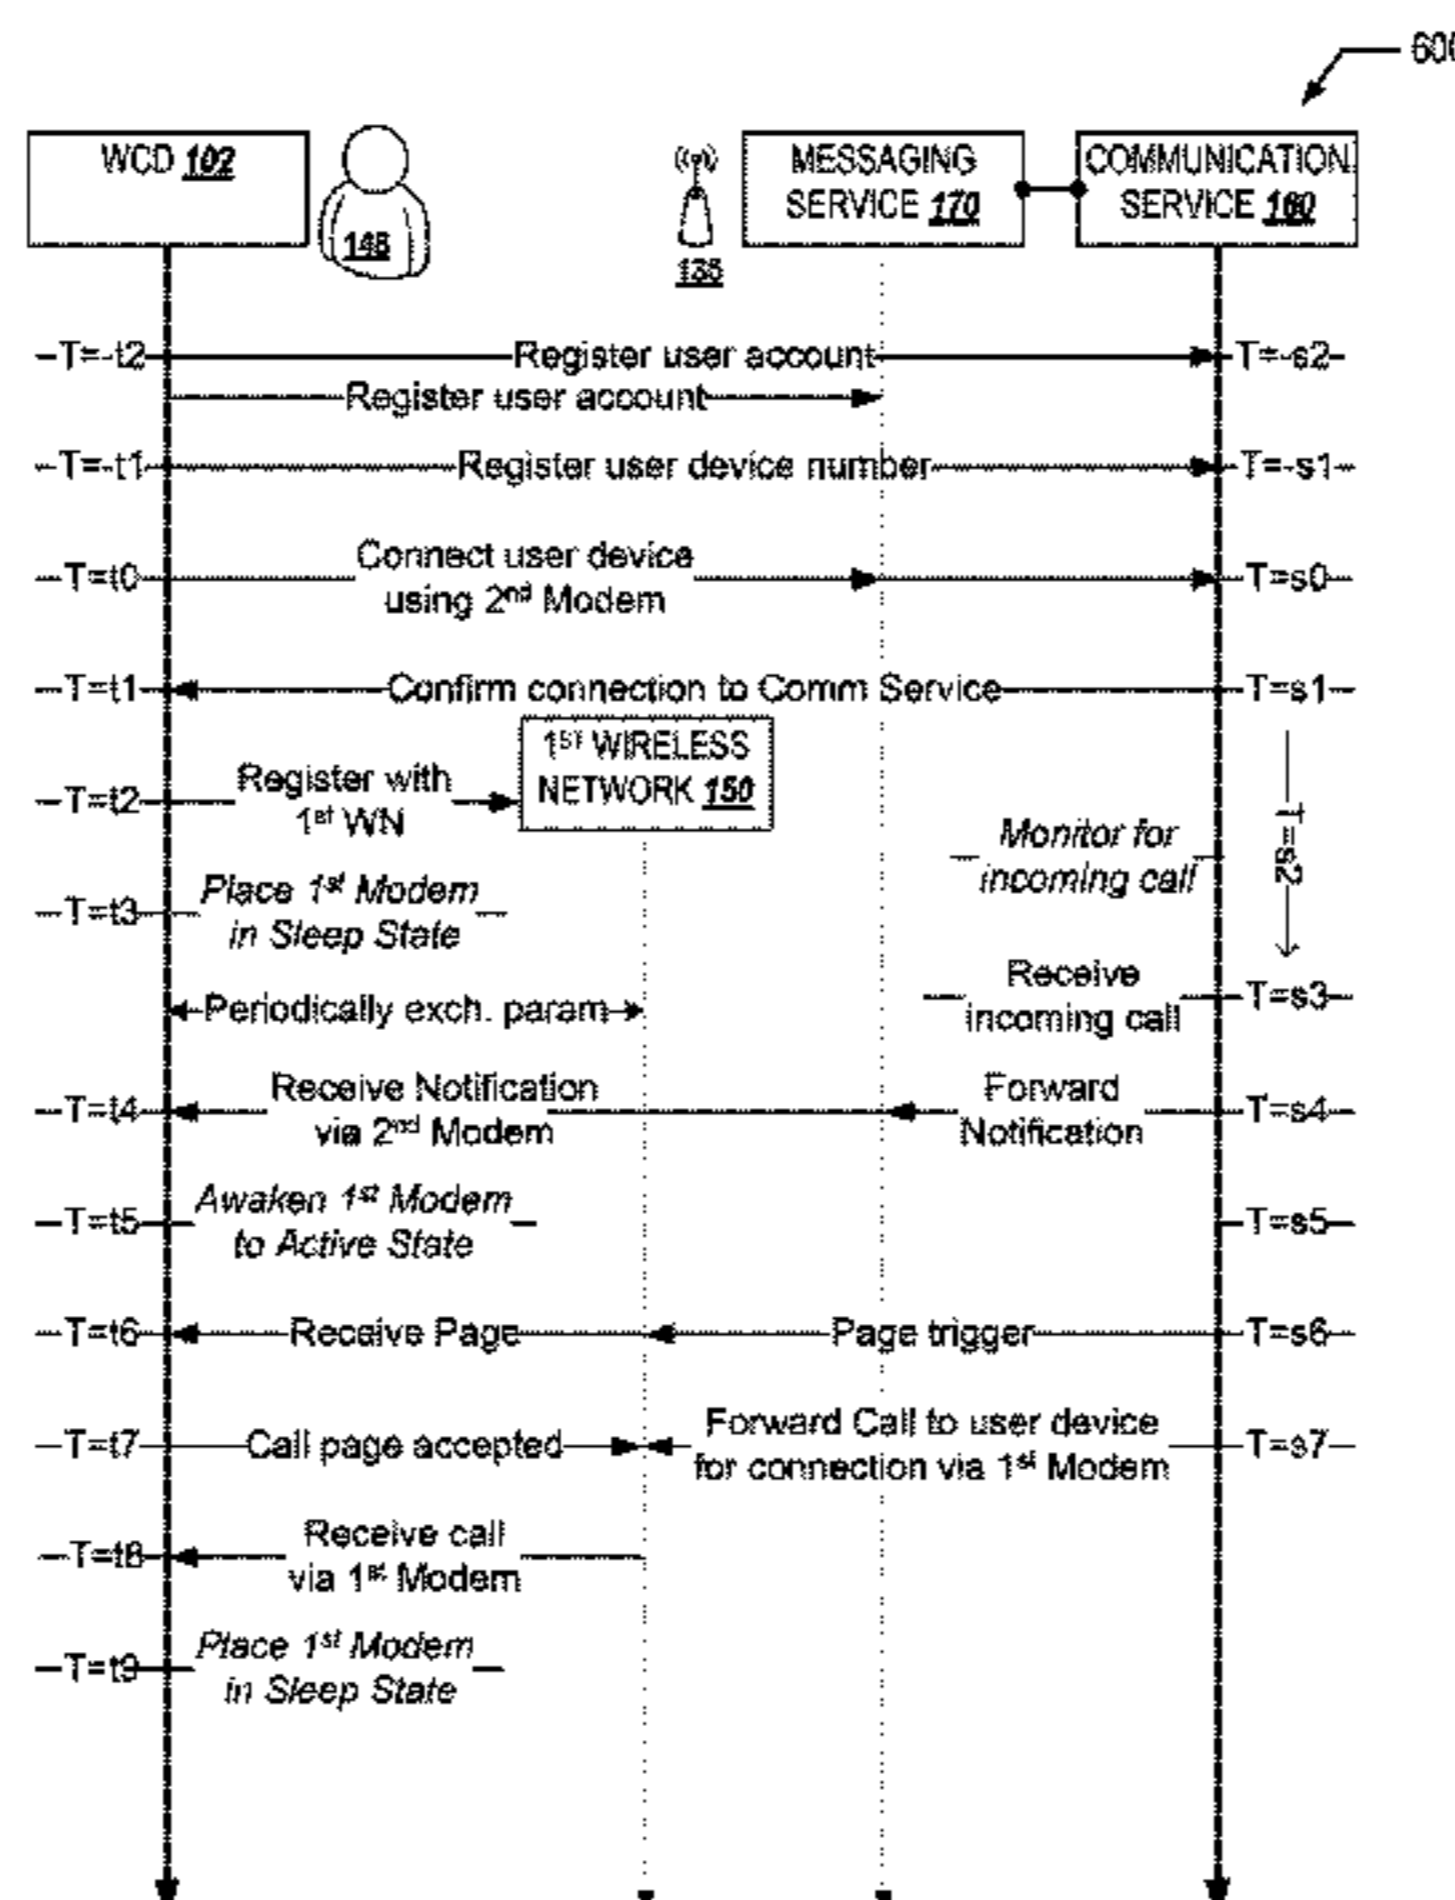 600
WCD 102
148
135
MESSAGING
SERVICE 170
COMMUNICATION
SERVICE 160
T=-t2
Register user account
T=-s2
Register user account
T=-t1
Register user device number
T=-s1
T=t0
Connect user device
using 2nd Modem
T=s0
T=t1
Confirm connection to Comm Service
T=s1
1ST WIRELESS
NETWORK 150
T=t2
Register with
1st WN
Monitor for
incoming call
T=s2
T=t3
Place 1st Modem
in Sleep State
Receive
incoming call
T=s3
Periodically exch. param
T=t4
Receive Notification
via 2nd Modem
Forward
Notification
T=s4
T=t5
Awaken 1st Modem
to Active State
T=s5
T=t6
Receive Page
Page trigger
T=s6
T=t7
Call page accepted
Forward Call to user device
for connection via 1st Modem
T=s7
T=t8
Receive call
via 1st Modem
T=t9
Place 1st Modem
in Sleep State